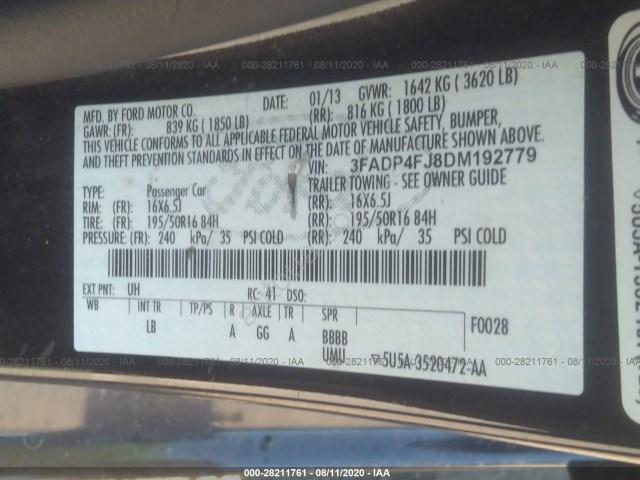 000-28211761 - 08/11/2020 - IAA
MFD. BY FORD MOTOR CO.
DATE: 01/13 GVWR: 1642 KG ( 3620 LB)
GAWR: (FR): 839 KG ( 1850 LB) (RR): 816 KG ( 1800 LB)
THIS VEHICLE CONFORMS TO ALL APPLICABLE FEDERAL MOTOR VEHICLE SAFETY, BUMPER,
AND THEFT PREVENTION STANDARDS IN EFFECT ON THE DATE OF MANUFACTURE SHOWN ABOVE.
VIN: 3FADP4FJ8DM192779
TYPE: Passenger Car TRAILER TOWING - SEE OWNER GUIDE
RIM: (FR): 16X6.5J (RR): 16X6.5J
TIRE: (FR): 195/50R16 84H (RR): 195/50R16 84H
PRESSURE: (FR): 240 kPa/ 35 PSI COLD (RR): 240 kPa/ 35 PSI COLD
EXT PNT: UH RC: 41 DSO:
WB INT TR TP/PS R AXLE TR SPR F0028
LB A GG A BBBB
UMU ▽5U5A-3520472-AA
000-28211761 - 08/11/2020 - IAA